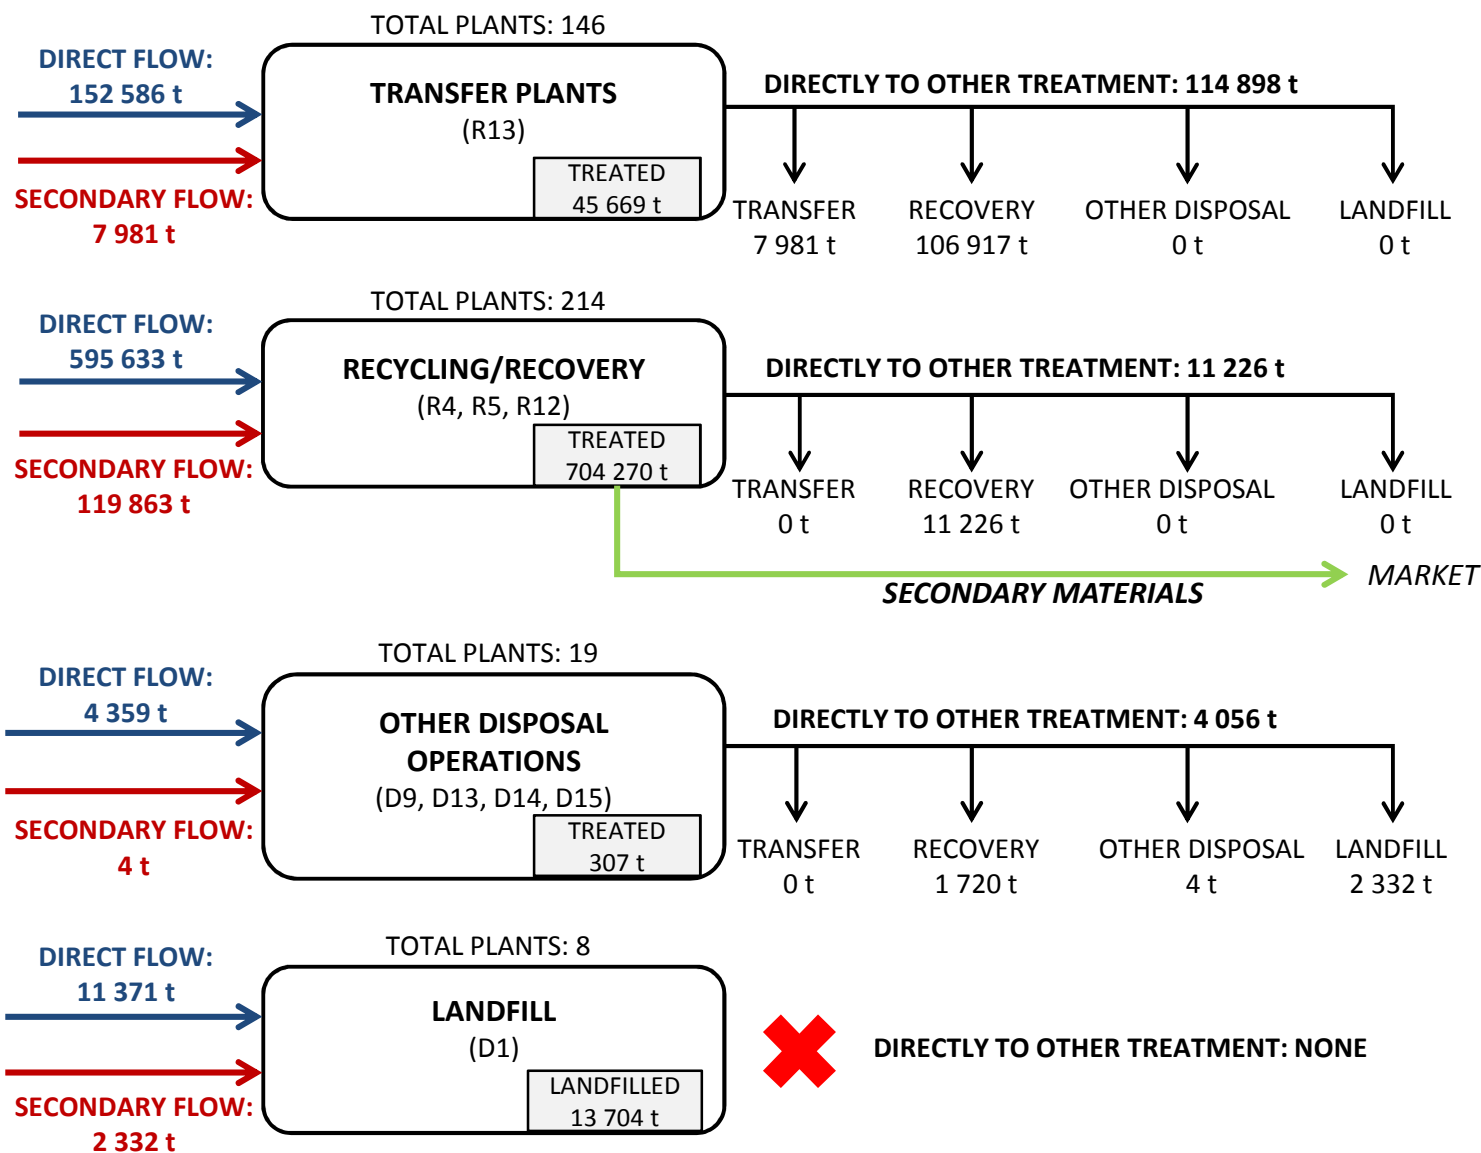 TOTAL PLANTS: 146
DIRECT FLOW:
152 586 t
SECONDARY FLOW:
7 981 t
TRANSFER PLANTS
(R13)
TREATED
45 669 t
DIRECTLY TO OTHER TREATMENT: 114 898 t
TRANSFER
7 981 t
RECOVERY
106 917 t
OTHER DISPOSAL
0 t
LANDFILL
0 t
TOTAL PLANTS: 214
DIRECT FLOW:
595 633 t
SECONDARY FLOW:
119 863 t
RECYCLING/RECOVERY
(R4, R5, R12)
TREATED
704 270 t
DIRECTLY TO OTHER TREATMENT: 11 226 t
TRANSFER
0 t
RECOVERY
11 226 t
OTHER DISPOSAL
0 t
LANDFILL
0 t
SECONDARY MATERIALS
MARKET
TOTAL PLANTS: 19
DIRECT FLOW:
4 359 t
SECONDARY FLOW:
4 t
OTHER DISPOSAL
OPERATIONS
(D9, D13, D14, D15)
TREATED
307 t
DIRECTLY TO OTHER TREATMENT: 4 056 t
TRANSFER
0 t
RECOVERY
1 720 t
OTHER DISPOSAL
4 t
LANDFILL
2 332 t
TOTAL PLANTS: 8
DIRECT FLOW:
11 371 t
SECONDARY FLOW:
2 332 t
LANDFILL
(D1)
LANDFILLED
13 704 t
DIRECTLY TO OTHER TREATMENT: NONE